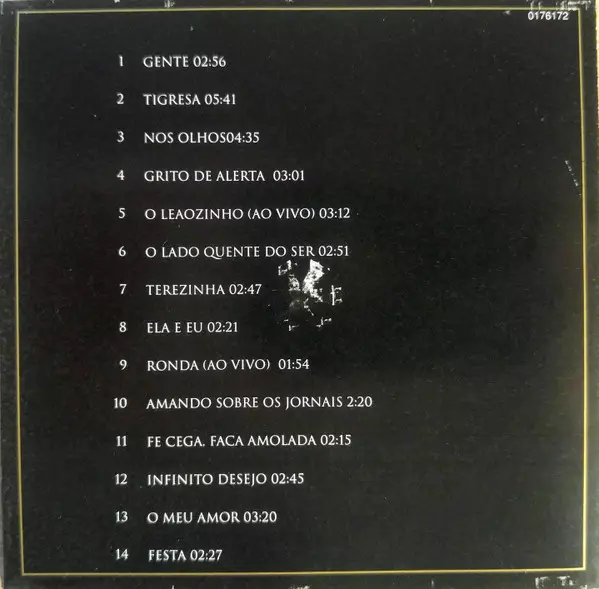 0176172
1 GENTE 02:56
2 TIGRESA 05:41
3 NOS OLHOS04:35
4 GRITO DE ALERTA 03:01
5 O LEAOZINHO (AO VIVO) 03:12
6 O LADO QUENTE DO SER 02:51
7 TEREZINHA 02:47
8 ELA E EU 02:21
9 RONDA (AO VIVO) 01:54
10 AMANDO SOBRE OS JORNAIS 2:20
11 FE CEGA, FACA AMOLADA 02:15
12 INFINITO DESEJO 02:45
13 O MEU AMOR 03:20
14 FESTA 02:27